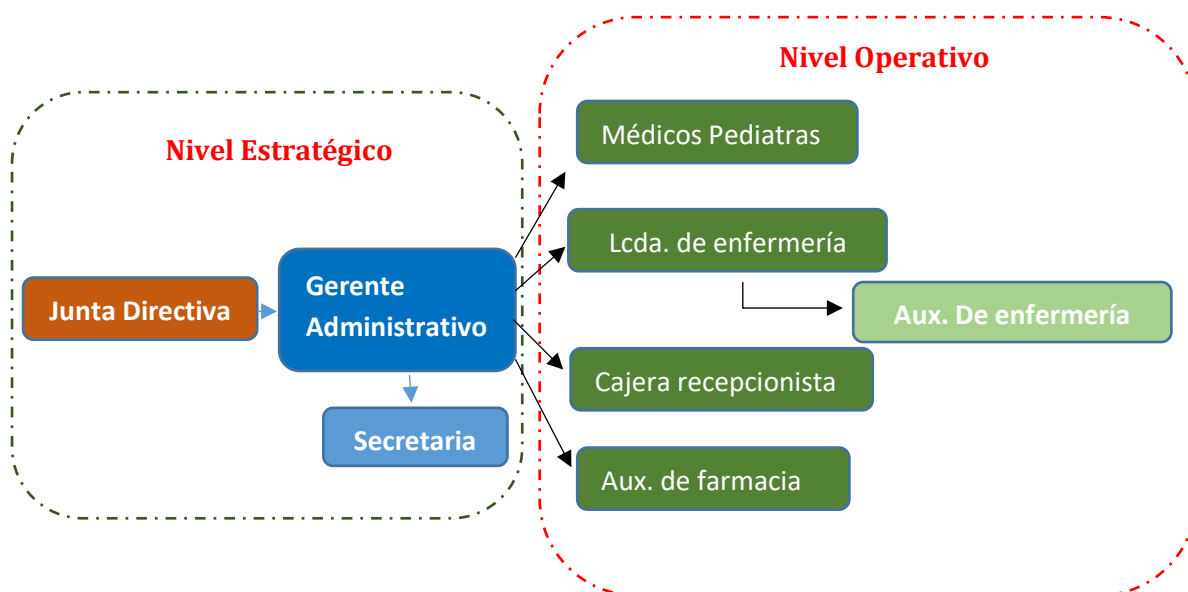 Nivel Estratégico
Junta Directiva
Gerente
Administrativo
Secretaria
Nivel Operativo
Médicos Pediatras
Lcda. de enfermería
Aux. De enfermería
Cajera recepcionista
Aux. de farmacia